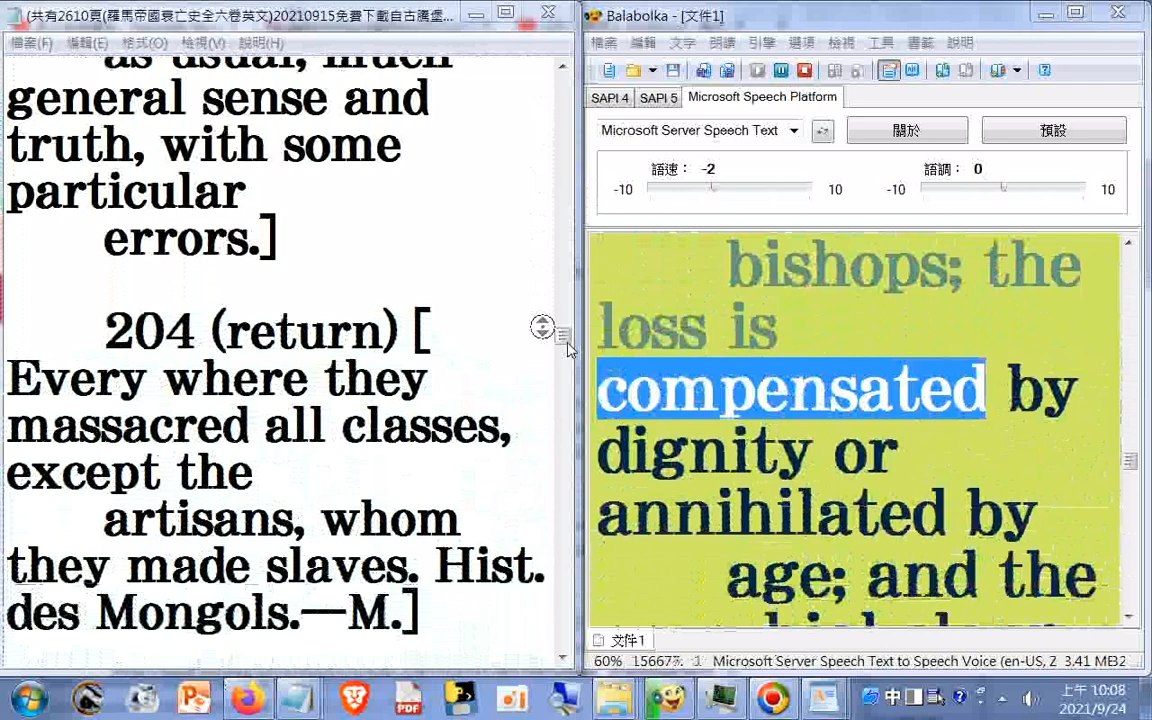 (共有2610頁(羅馬帝國衰亡史全六卷英文)20210915免費下載自古騰堡...
檔案(F) 編輯(E) 格式(O) 檢視(V) 說明(H)
as usual, much
general sense and
truth, with some
particular
errors.]
204 (return) [
Every where they
massacred all classes,
except the
artisans, whom
they made slaves. Hist.
des Mongols.—M.]
Balabolka - [文件1]
檔案 編輯 文字 朗讀 引擎 選項 檢視 工具 書籤 說明
SAPI 4 SAPI 5 Microsoft Speech Platform
Microsoft Server Speech Text 關於 預設
語速: -2 語調: 0
-10 10 -10 10
bishops; the
loss is
compensated by
dignity or
annihilated by
age; and the
文件1
60% Microsoft Server Speech Text to Speech Voice (en-US, Z 3.41 MB2
中
上午 10:08
2021/9/24